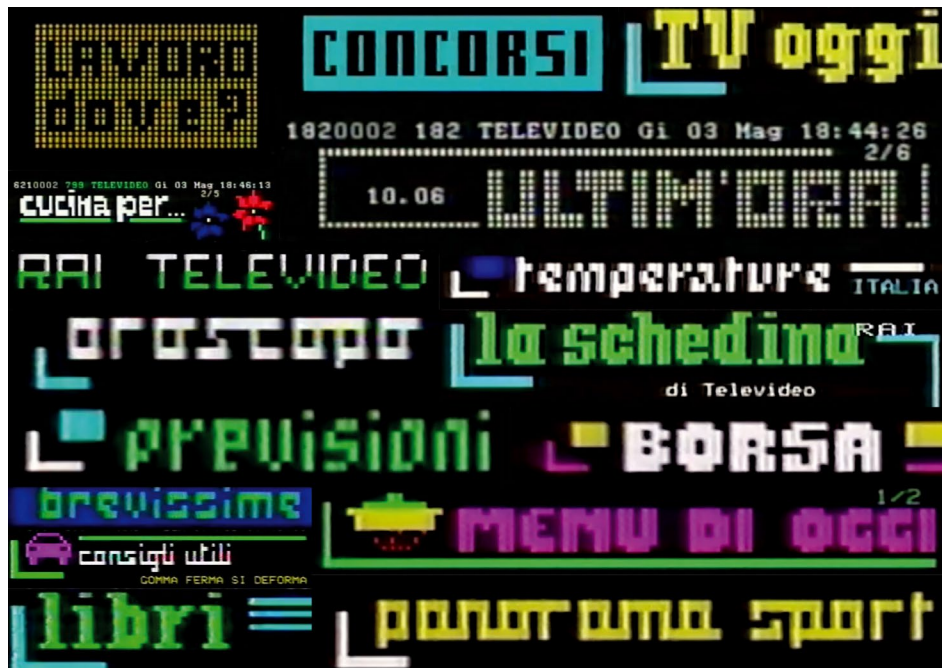 LAVORO
dove?
CONCORSI
TV oggi
1820002 182 TELEVIDEO Gi 03 Mag 18:44:26
2/6
10.06 ULTIM'ORA
6210002 799 TELEVIDEO Gi 03 Mag 18:46:13
2/5
cucina per...
RAI TELEVIDEO
temperature
ITALIA
oroscopo
la schedina
RAI
di Televideo
previsioni
BORSA
brevissime
1/2
MENU DI OGGI
consigli utili
GOMMA FERMA SI DEFORMA
libri
panorama sport